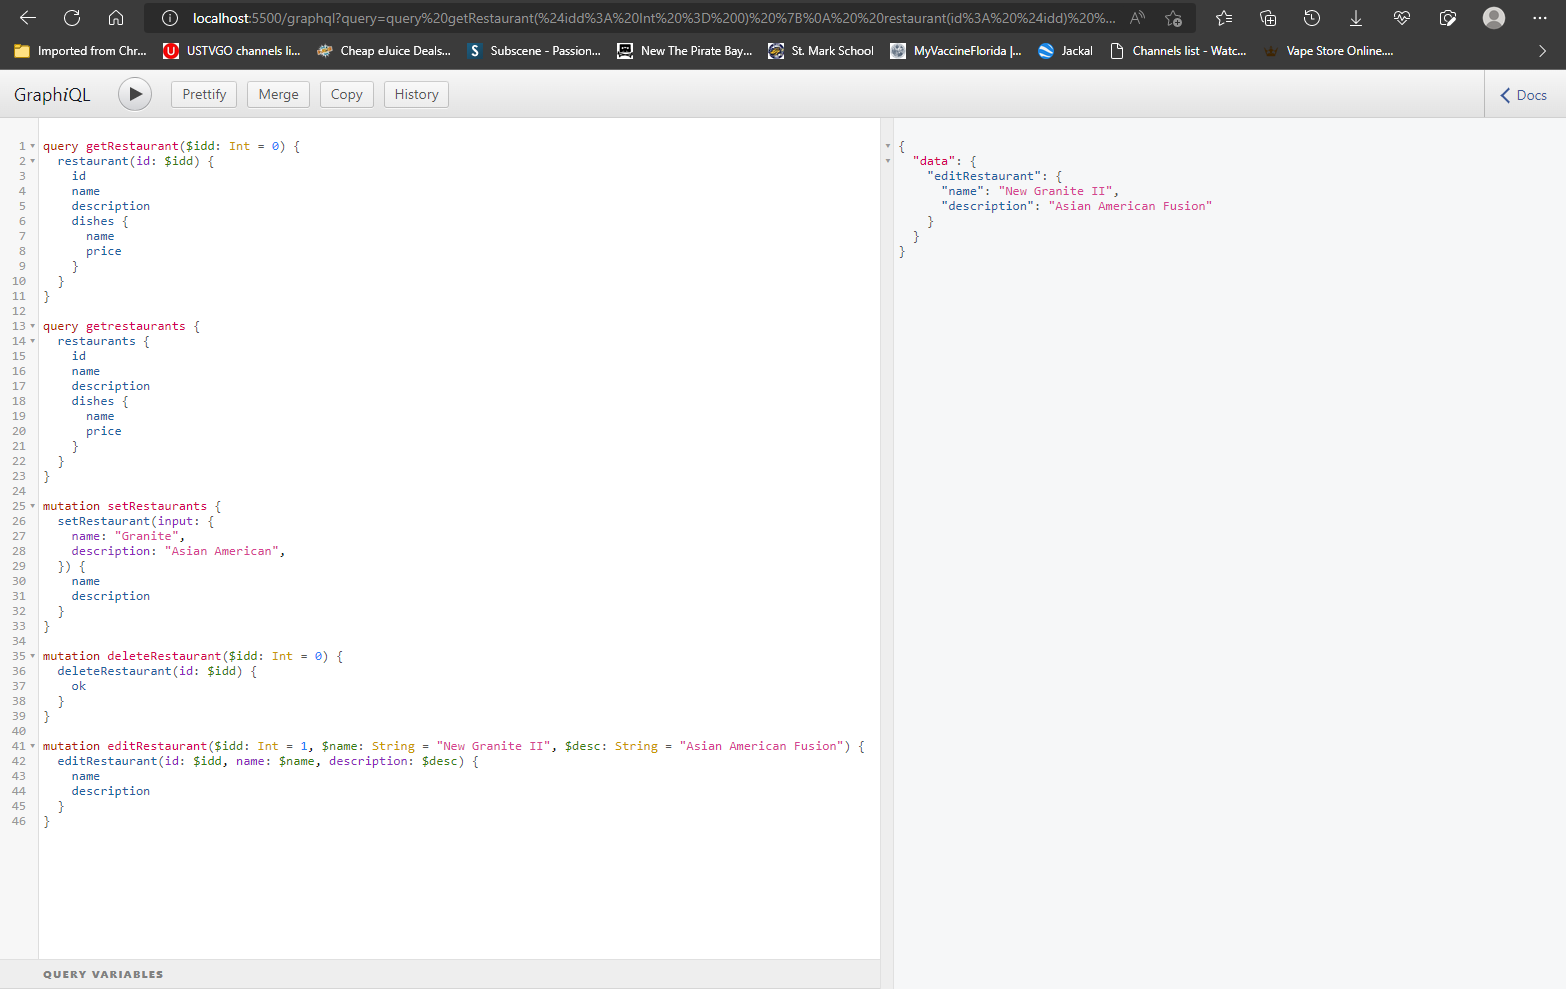 localhost:5500/graphql?query=query%20getRestaurant(%24idd%3A%20Int%20%3D%200)%20%7B%0A%20%20restaurant(id%3A%20%24idd)%20%...
Imported from Chr...
USTVGO channels li...
Cheap eJuice Deals...
Subscene - Passion...
New The Pirate Bay...
St. Mark School
MyVaccineFlorida |...
Jackal
Channels list - Watc...
Vape Store Online....
GraphiQL
Prettify
Merge
Copy
History
Docs
1 query getRestaurant($idd: Int = 0) {
2 restaurant(id: $idd) {
3 id
4 name
5 description
6 dishes {
7 name
8 price
9 }
10 }
11 }
12
13 query getrestaurants {
14 restaurants {
15 id
16 name
17 description
18 dishes {
19 name
20 price
21 }
22 }
23 }
24
25 mutation setRestaurants {
26 setRestaurant(input: {
27 name: "Granite",
28 description: "Asian American",
29 }) {
30 name
31 description
32 }
33 }
34
35 mutation deleteRestaurant($idd: Int = 0) {
36 deleteRestaurant(id: $idd) {
37 ok
38 }
39 }
40
41 mutation editRestaurant($idd: Int = 1, $name: String = "New Granite II", $desc: String = "Asian American Fusion") {
42 editRestaurant(id: $idd, name: $name, description: $desc) {
43 name
44 description
45 }
46 }
{
"data": {
"editRestaurant": {
"name": "New Granite II",
"description": "Asian American Fusion"
}
}
}
QUERY VARIABLES